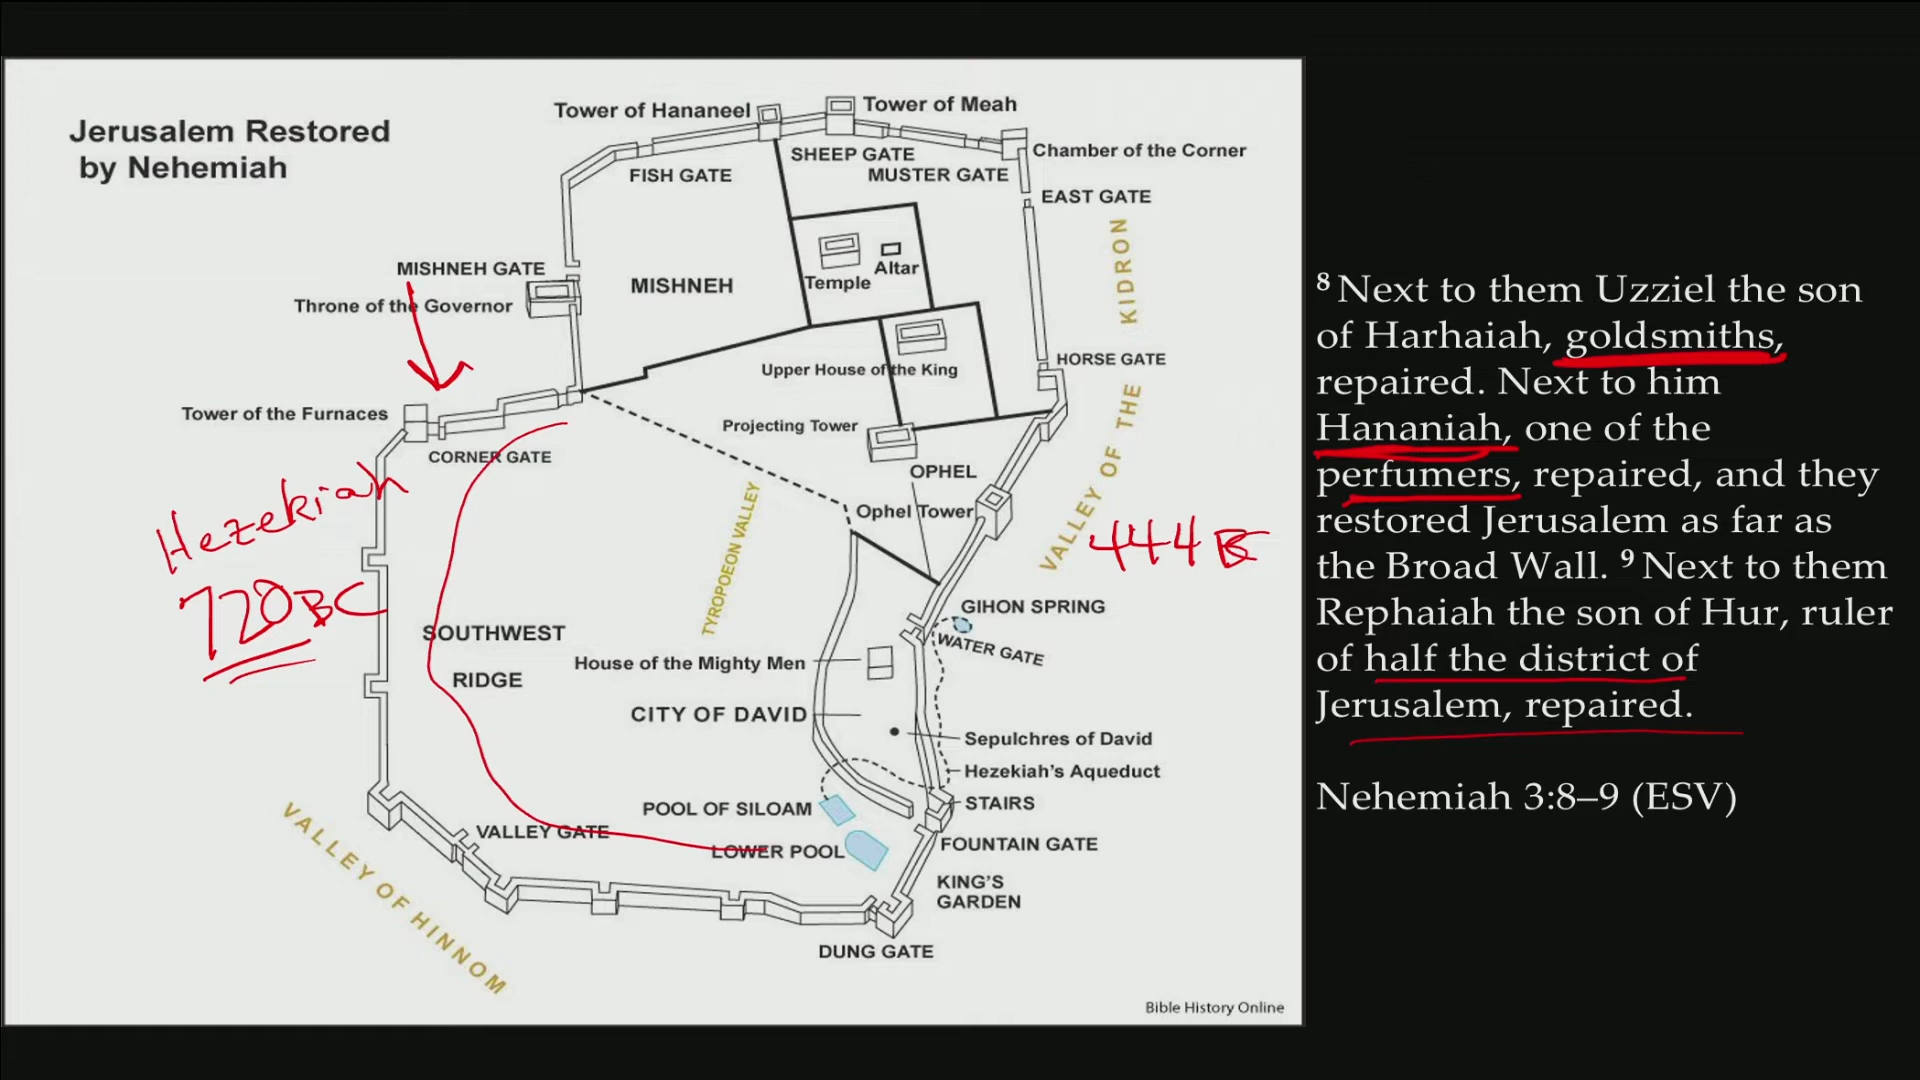 Jerusalem Restored
by Nehemiah
Tower of Hananeel
Tower of Meah
Chamber of the Corner
SHEEP GATE
FISH GATE
MUSTER GATE
EAST GATE
MISHNEH GATE
Throne of the Governor
MISHNEH
Temple
Altar
KIDRON
HORSE GATE
Upper House of the King
Tower of the Furnaces
Projecting Tower
CORNER GATE
OPHEL
VALLEY OF THE
Ophel Tower
Hezekiah
720 BC
444 BC
TYROPOEON VALLEY
GIHON SPRING
WATER GATE
SOUTHWEST
RIDGE
House of the Mighty Men
CITY OF DAVID
Sepulchres of David
Hezekiah's Aqueduct
STAIRS
POOL OF SILOAM
VALLEY GATE
LOWER POOL
FOUNTAIN GATE
KING'S
GARDEN
VALLEY OF HINNOM
DUNG GATE
Bible History Online
8 Next to them Uzziel the son
of Harhaiah, goldsmiths,
repaired. Next to him
Hananiah, one of the
perfumers, repaired, and they
restored Jerusalem as far as
the Broad Wall. 9 Next to them
Rephaiah the son of Hur, ruler
of half the district of
Jerusalem, repaired.
Nehemiah 3:8–9 (ESV)